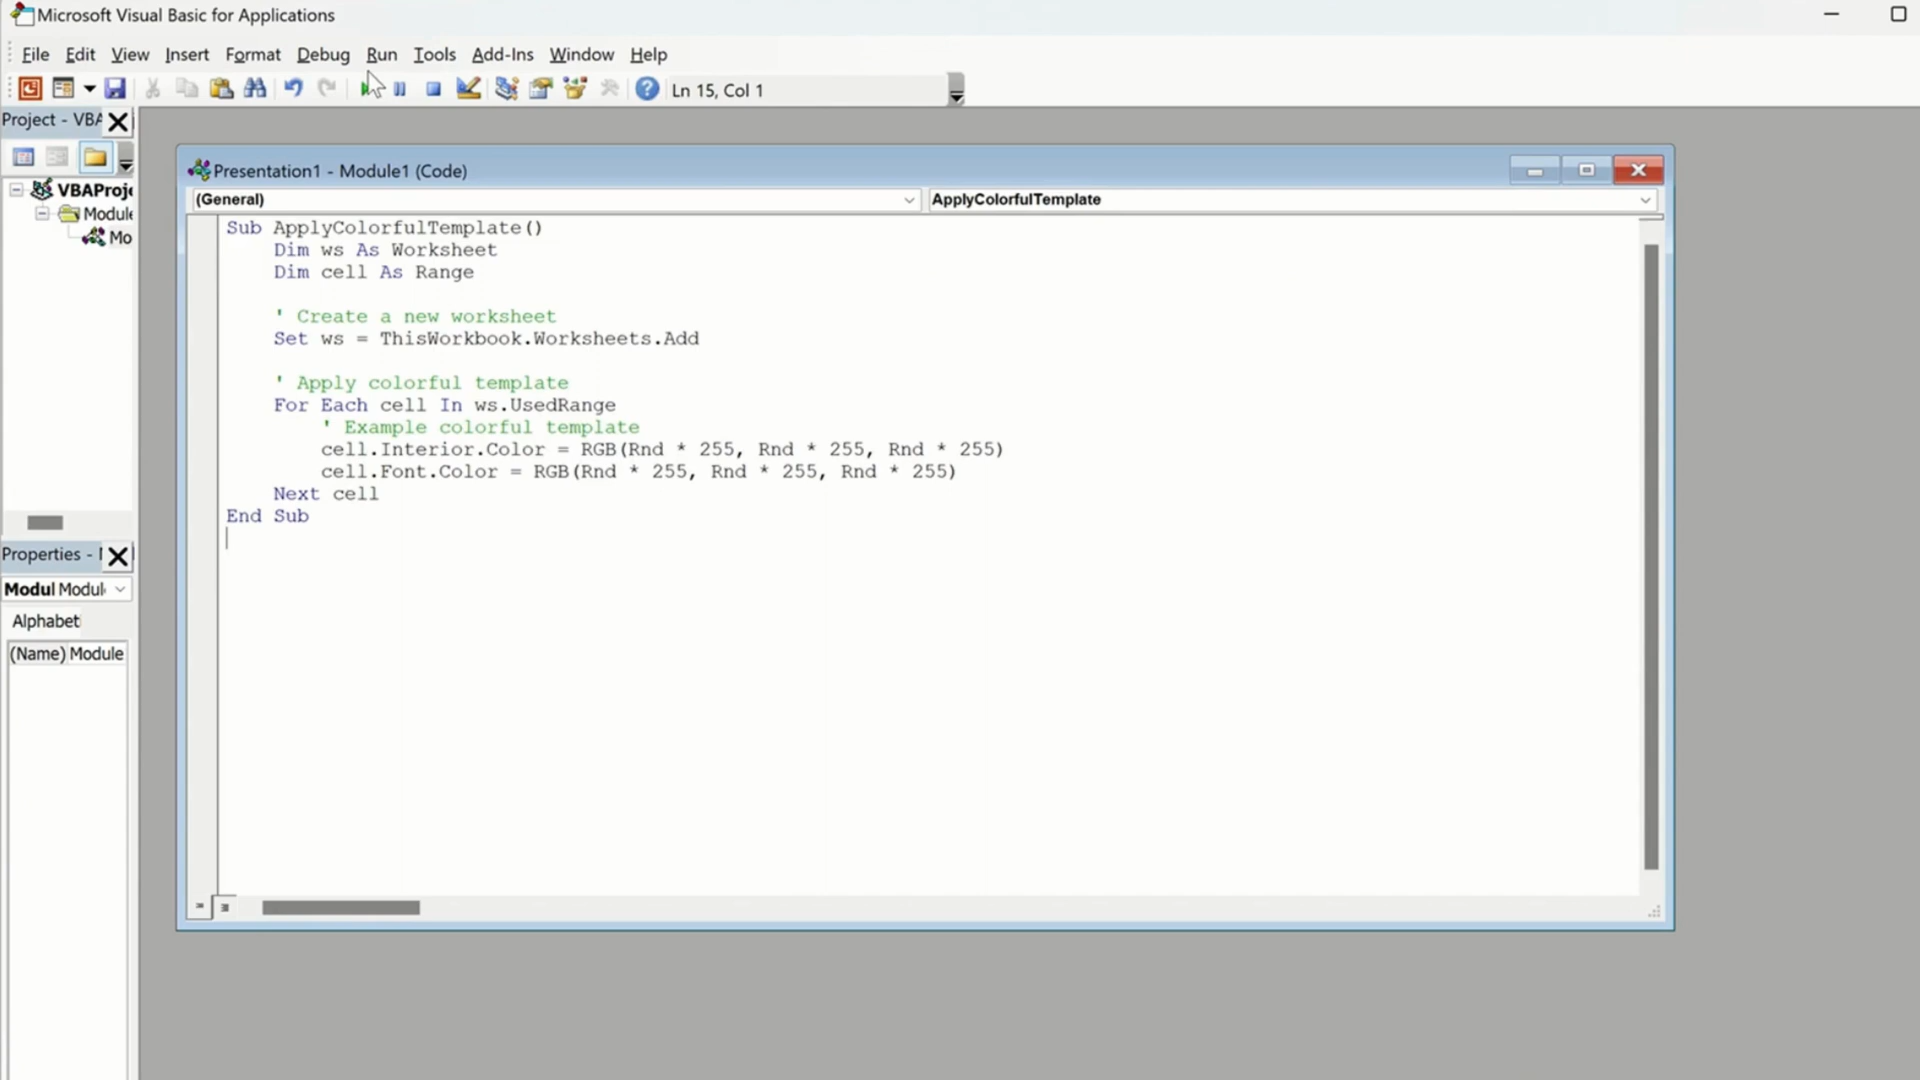 Microsoft Visual Basic for Applications
File Edit View Insert Format Debug Run Tools Add-Ins Window Help
Ln 15, Col 1
Project - VBA
VBAProje
Module
Mo
Presentation1 - Module1 (Code)
(General) ApplyColorfulTemplate
Sub ApplyColorfulTemplate()
Dim ws As Worksheet
Dim cell As Range
' Create a new worksheet
Set ws = ThisWorkbook.Worksheets.Add
' Apply colorful template
For Each cell In ws.UsedRange
' Example colorful template
cell.Interior.Color = RGB(Rnd * 255, Rnd * 255, Rnd * 255)
cell.Font.Color = RGB(Rnd * 255, Rnd * 255, Rnd * 255)
Next cell
End Sub
Properties -
Modul Modul
Alphabet
(Name) Module